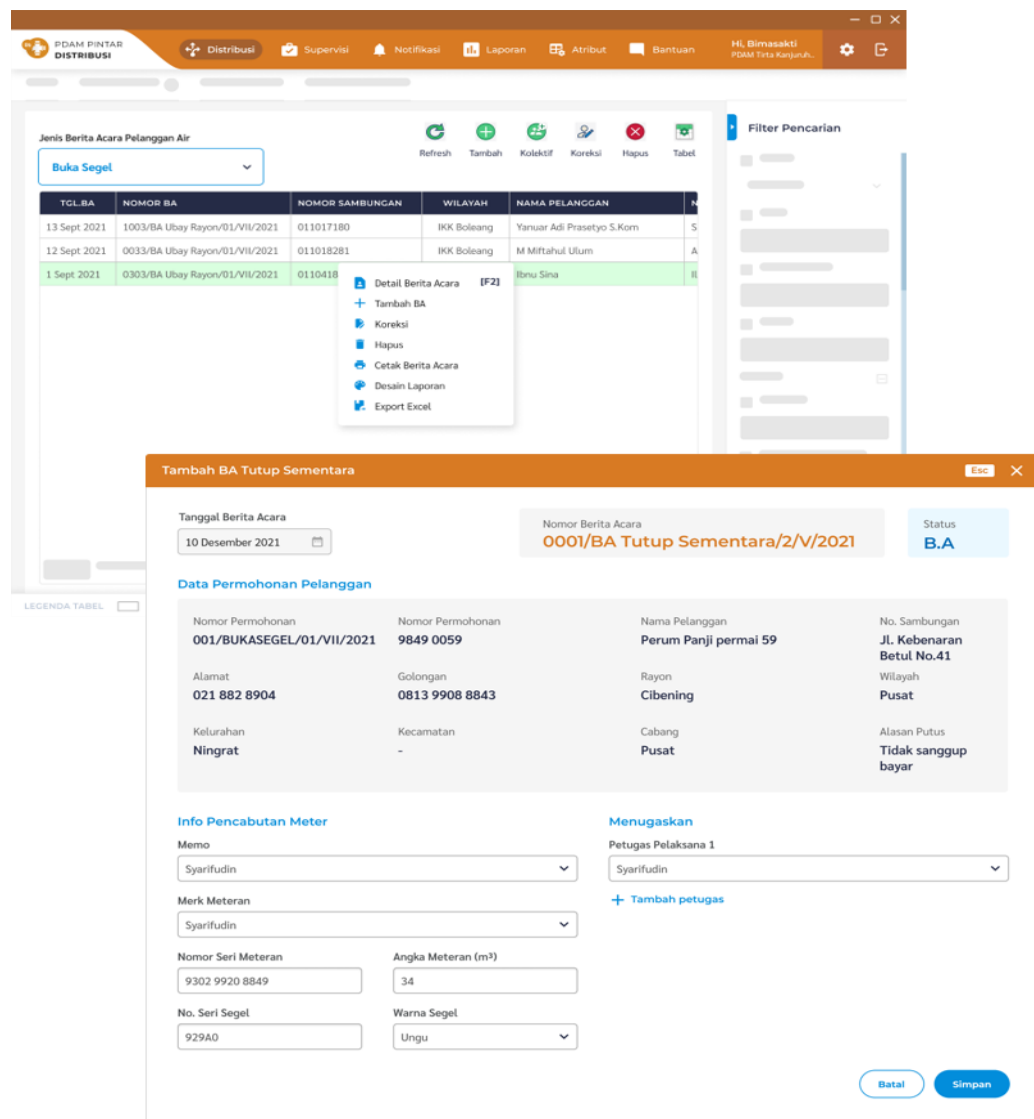 PDAM PINTAR
DISTRIBUSI
Distribusi
Supervisi
Notifikasi
Laporan
Atribut
Bantuan
Hi, Bimasakti
PDAM Tirta Kanjuruh..
Jenis Berita Acara Pelanggan Air
Buka Segel
Refresh
Tambah
Kolektif
Koreksi
Hapus
Tabel
Filter Pencarian
TGL.BA NOMOR BA NOMOR SAMBUNGAN WILAYAH NAMA PELANGGAN N
13 Sept 2021 1003/BA Ubay Rayon/01/VII/2021 011017180 IKK Boleang Yanuar Adi Prasetyo S.Kom S
12 Sept 2021 0033/BA Ubay Rayon/01/VII/2021 011018281 IKK Boleang M Miftahul Ulum A
1 Sept 2021 0303/BA Ubay Rayon/01/VII/2021 0110418 Ibnu Sina
Detail Berita Acara [F2]
Tambah BA
Koreksi
Hapus
Cetak Berita Acara
Desain Laporan
Export Excel
LEGENDA TABEL
Tambah BA Tutup Sementara
Esc
Tanggal Berita Acara
10 Desember 2021
Nomor Berita Acara
0001/BA Tutup Sementara/2/V/2021
Status
B.A
Data Permohonan Pelanggan
Nomor Permohonan
001/BUKASEGEL/01/VII/2021
Nomor Permohonan
9849 0059
Nama Pelanggan
Perum Panji permai 59
No. Sambungan
Jl. Kebenaran
Betul No.41
Alamat
021 882 8904
Golongan
0813 9908 8843
Rayon
Cibening
Wilayah
Pusat
Kelurahan
Ningrat
Kecamatan
-
Cabang
Pusat
Alasan Putus
Tidak sanggup
bayar
Info Pencabutan Meter
Memo
Syarifudin
Merk Meteran
Syarifudin
Nomor Seri Meteran
9302 9920 8849
Angka Meteran (m³)
34
No. Seri Segel
929A0
Warna Segel
Ungu
Menugaskan
Petugas Pelaksana 1
Syarifudin
Tambah petugas
Batal
Simpan